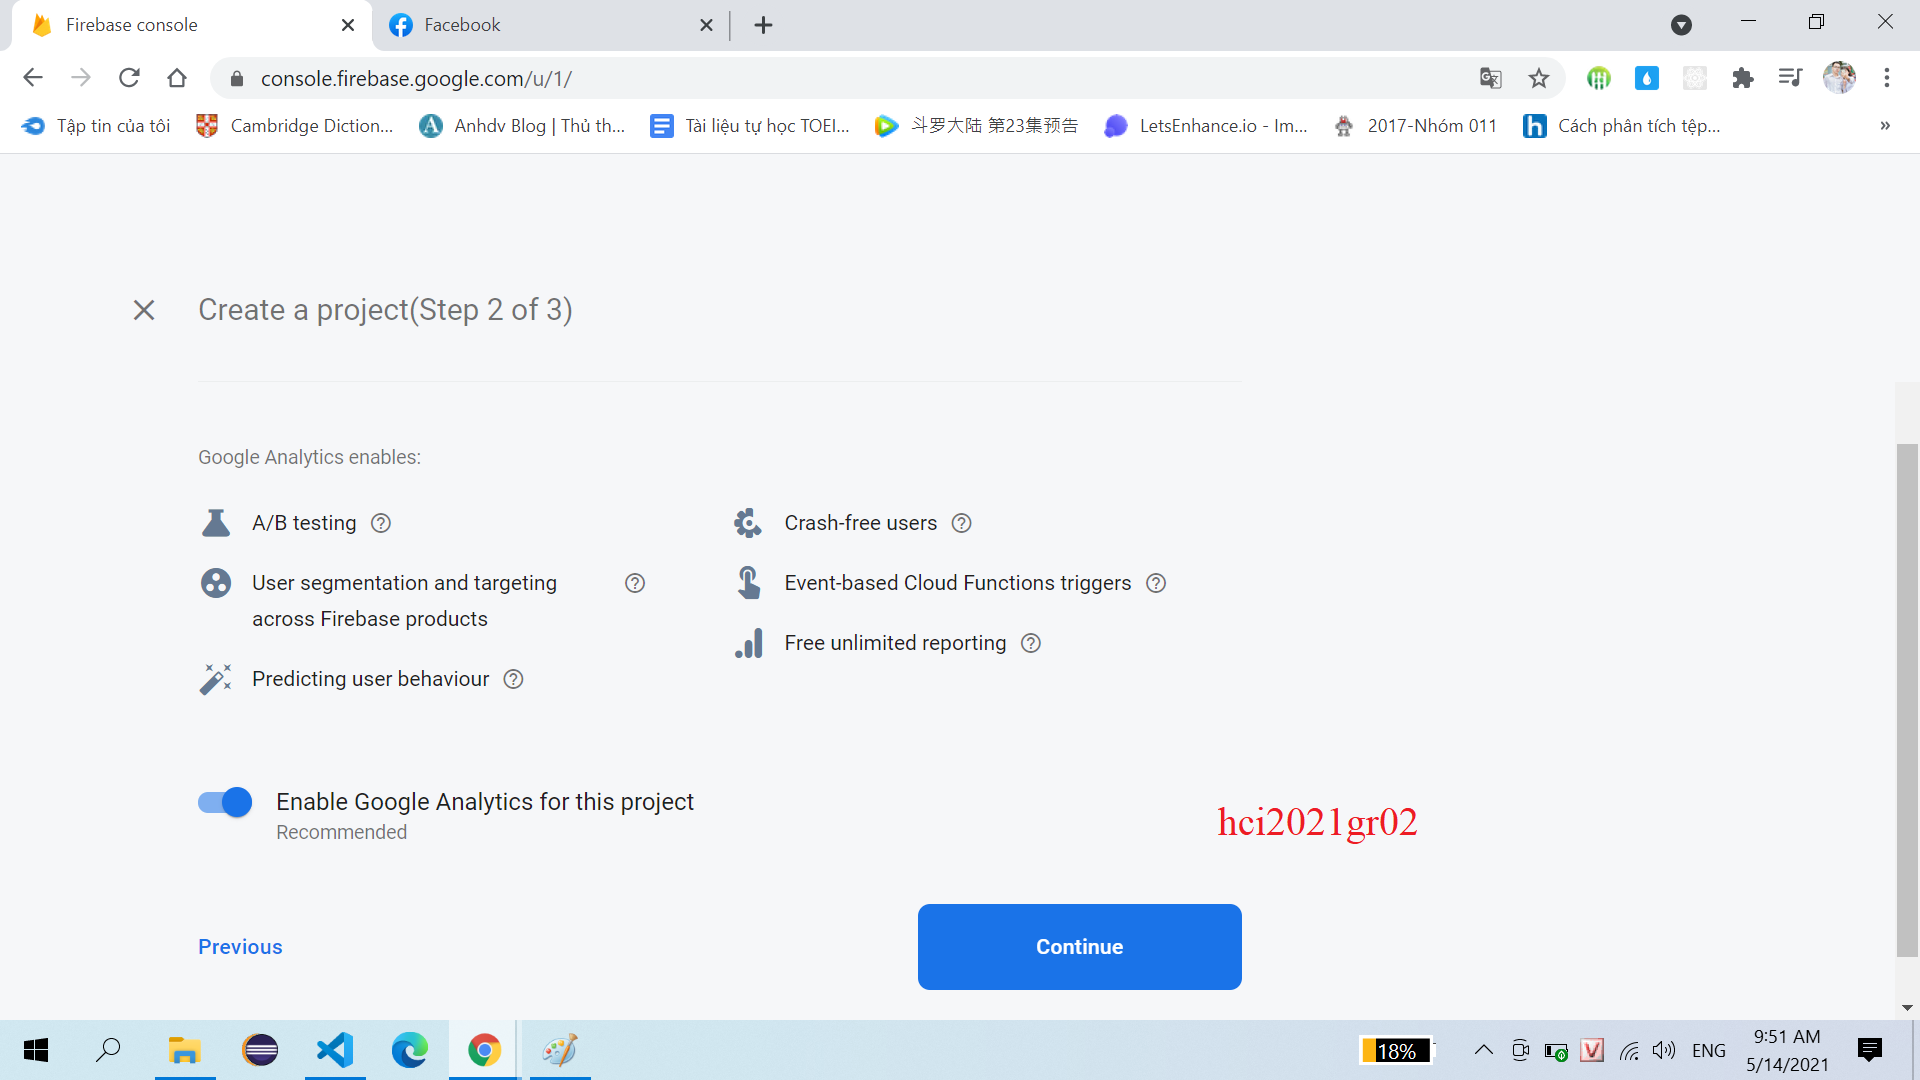 Firebase console
Facebook
console.firebase.google.com/u/1/
Tập tin của tôi
Cambridge Diction...
Anhdv Blog | Thủ th...
Tài liệu tự học TOEI...
斗罗大陆 第23集预告
LetsEnhance.io - Im...
2017-Nhóm 011
Cách phân tích tệp...
»
Create a project(Step 2 of 3)
Google Analytics enables:
A/B testing
Crash-free users
User segmentation and targeting
across Firebase products
Event-based Cloud Functions triggers
Free unlimited reporting
Predicting user behaviour
Enable Google Analytics for this project
Recommended
hci2021gr02
Previous
Continue
18%
ENG
9:51 AM
5/14/2021